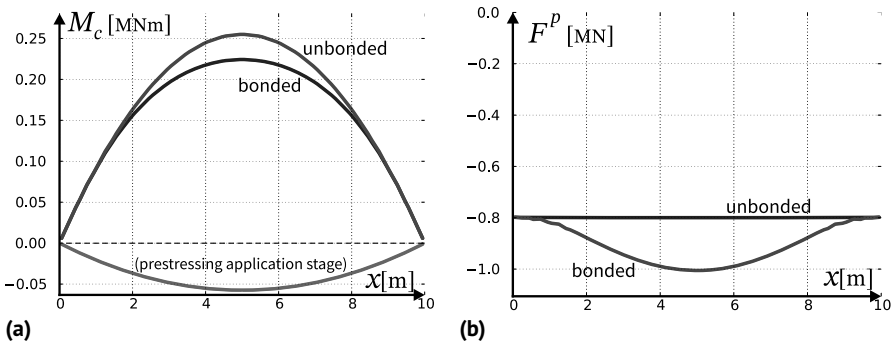 M_c [MNm]
0.25
0.20
0.15
0.10
0.05
0.00
−0.05
unbonded
bonded
(prestressing application stage)
x[m]
0 2 4 6 8 10
(a)
F^p [MN]
0.0
−0.2
−0.4
−0.6
−0.8
−1.0
unbonded
bonded
x[m]
0 2 4 6 8 10
(b)